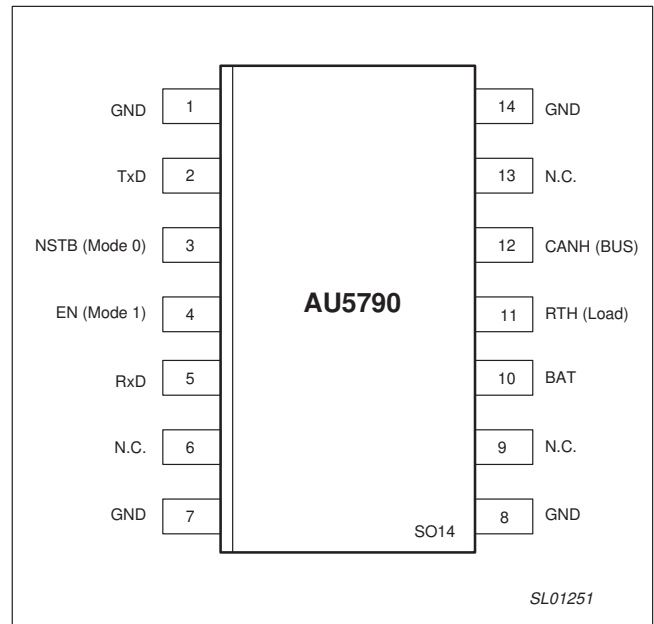 GND 1 14 GND
TxD 2 13 N.C.
NSTB (Mode 0) 3 12 CANH (BUS)
EN (Mode 1) 4 11 RTH (Load)
AU5790
RxD 5 10 BAT
N.C. 6 9 N.C.
GND 7 8 GND
SO14
SL01251